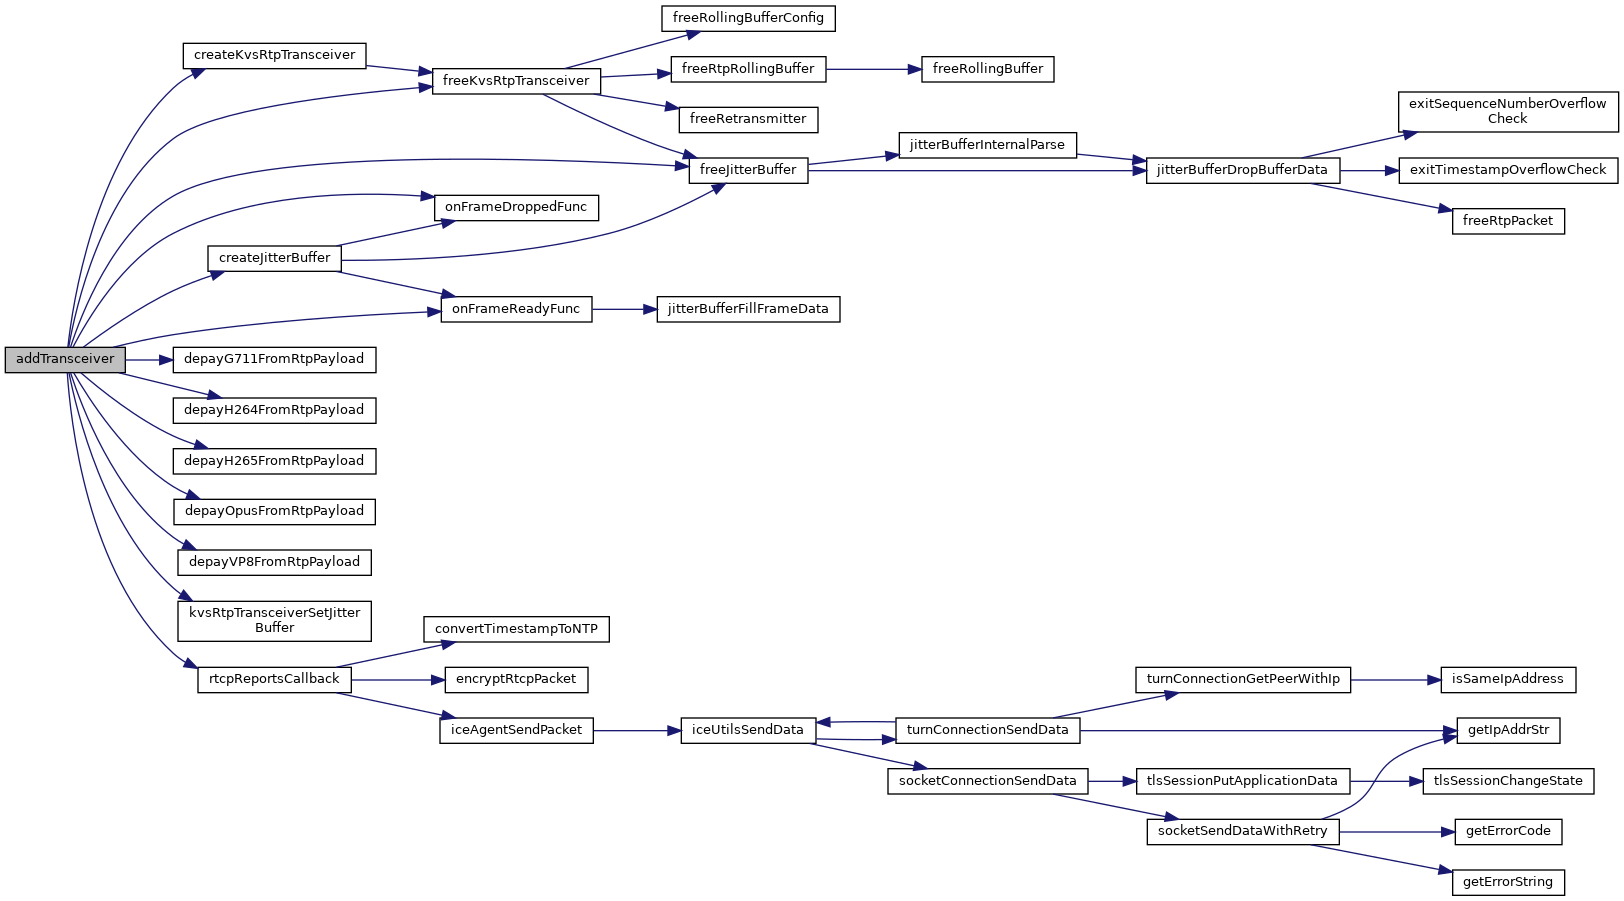 freeRollingBufferConfig
createKvsRtpTransceiver
freeKvsRtpTransceiver
freeRtpRollingBuffer
freeRollingBuffer
freeRetransmitter
exitSequenceNumberOverflow
Check
jitterBufferInternalParse
freeJitterBuffer
jitterBufferDropBufferData
exitTimestampOverflowCheck
onFrameDroppedFunc
freeRtpPacket
createJitterBuffer
onFrameReadyFunc
jitterBufferFillFrameData
addTransceiver
depayG711FromRtpPayload
depayH264FromRtpPayload
depayH265FromRtpPayload
depayOpusFromRtpPayload
depayVP8FromRtpPayload
kvsRtpTransceiverSetJitter
Buffer
convertTimestampToNTP
rtcpReportsCallback
encryptRtcpPacket
turnConnectionGetPeerWithIp
isSameIpAddress
iceAgentSendPacket
iceUtilsSendData
turnConnectionSendData
getIpAddrStr
socketConnectionSendData
tlsSessionPutApplicationData
tlsSessionChangeState
socketSendDataWithRetry
getErrorCode
getErrorString